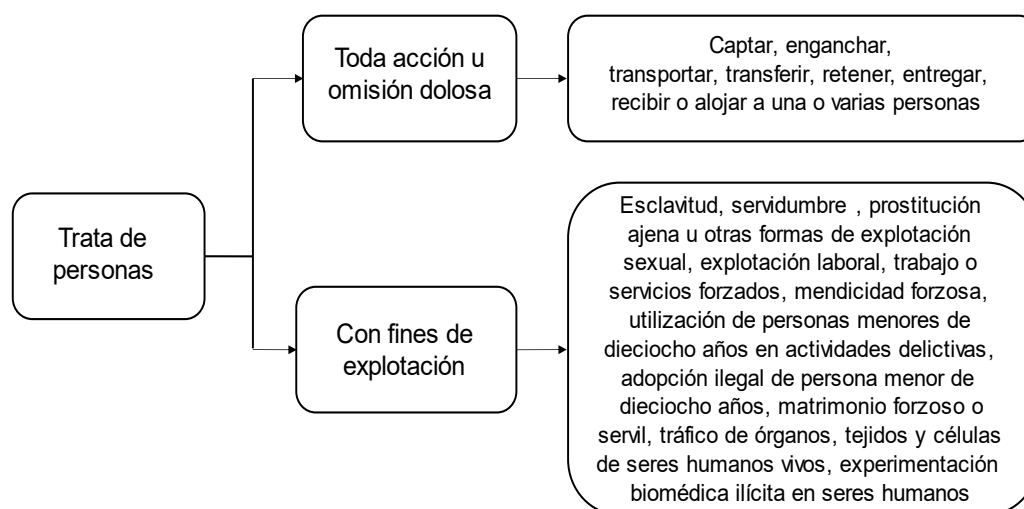 Trata de
personas
Toda acción u
omisión dolosa
Captar, enganchar,
transportar, transferir, retener, entregar,
recibir o alojar a una o varias personas
Con fines de
explotación
Esclavitud, servidumbre , prostitución
ajena u otras formas de explotación
sexual, explotación laboral, trabajo o
servicios forzados, mendicidad forzosa,
utilización de personas menores de
dieciocho años en actividades delictivas,
adopción ilegal de persona menor de
dieciocho años, matrimonio forzoso o
servil, tráfico de órganos, tejidos y células
de seres humanos vivos, experimentación
biomédica ilícita en seres humanos